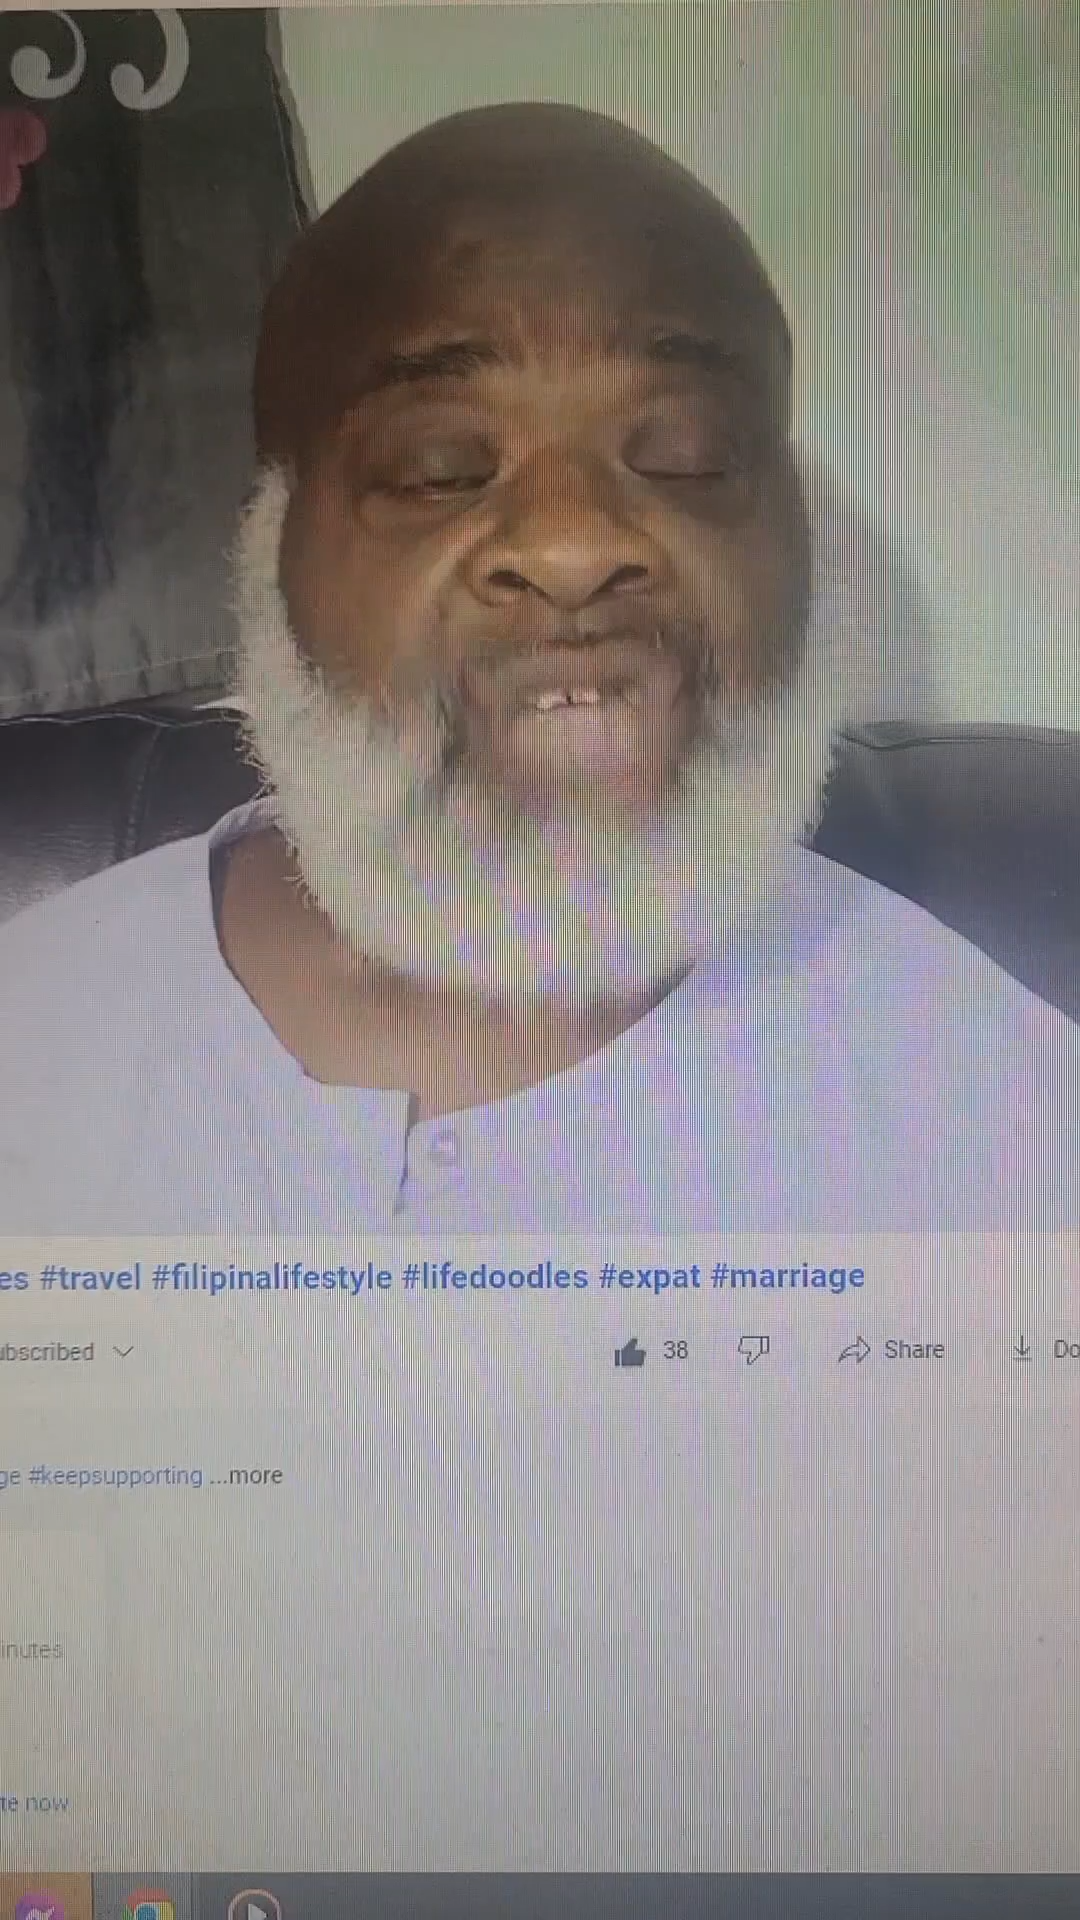 es #travel #filipinalifestyle #lifedoodles #expat #marriage
ubscribed 38 Share Do
ge #keepsupporting ...more
inutes
te now